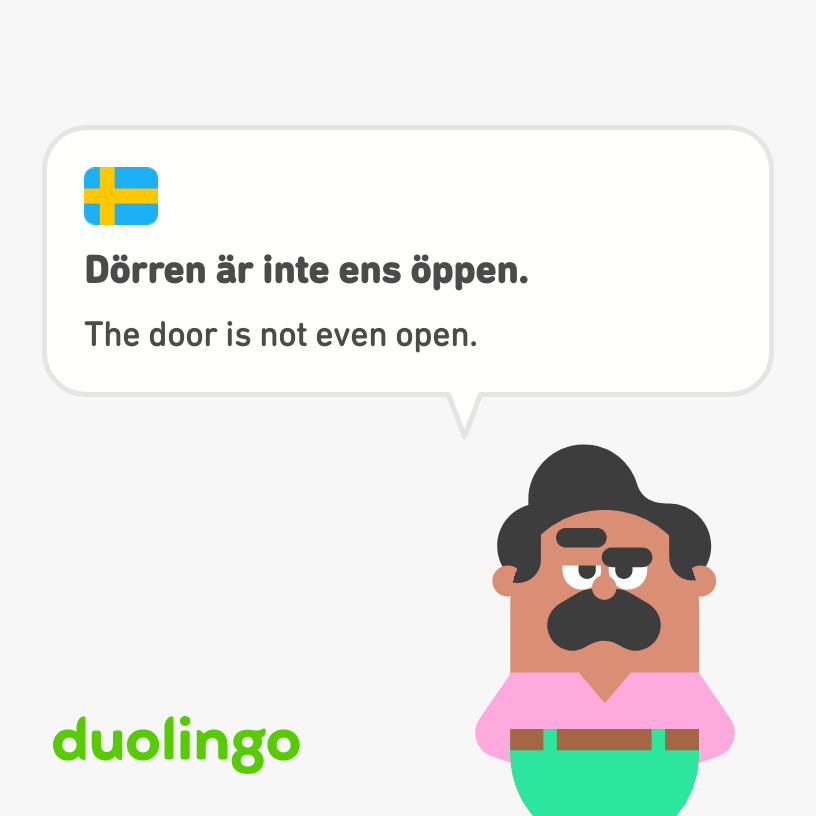 Dörren är inte ens öppen.
The door is not even open.
duolingo